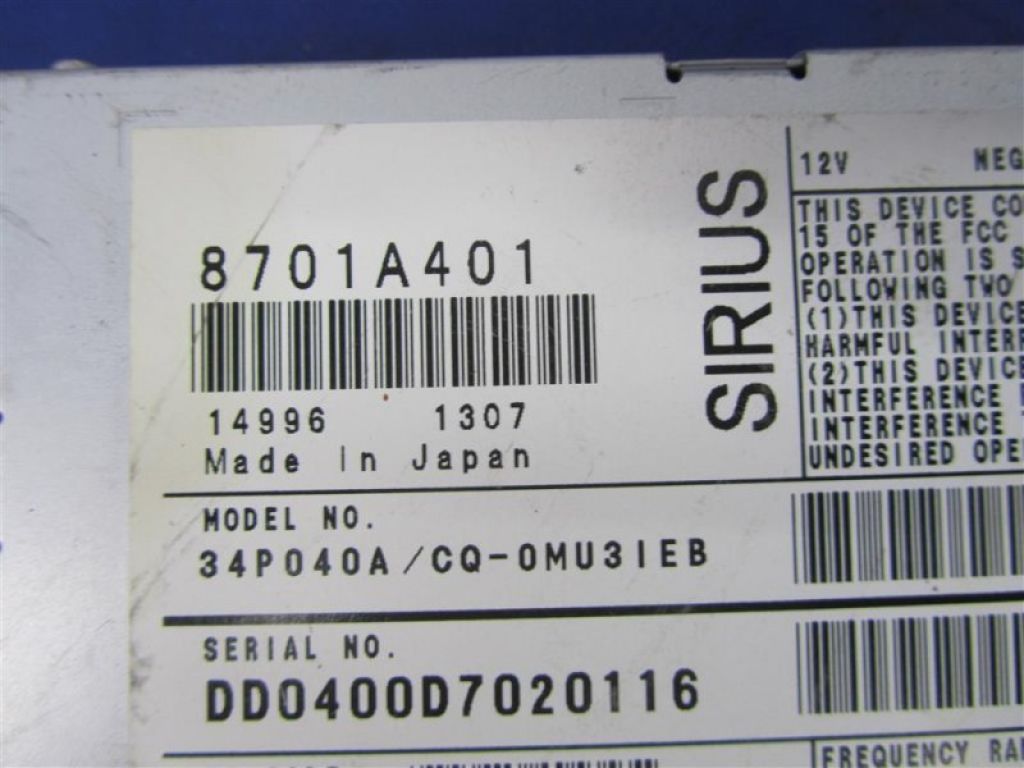 8701A401
14996 1307
Made in Japan
SIRIUS
12V NEG
THIS DEVICE CO
15 OF THE FCC
OPERATION IS S
FOLLOWING TWO
(1)THIS DEVICE
HARMFUL INTERF
(2)THIS DEVICE
INTERFERENCE
INTERFERENCE
UNDESIRED OPE
MODEL NO.
34P040A/CQ-0MU31EB
SERIAL NO.
DD0400D7020116
FREQUENCY RA